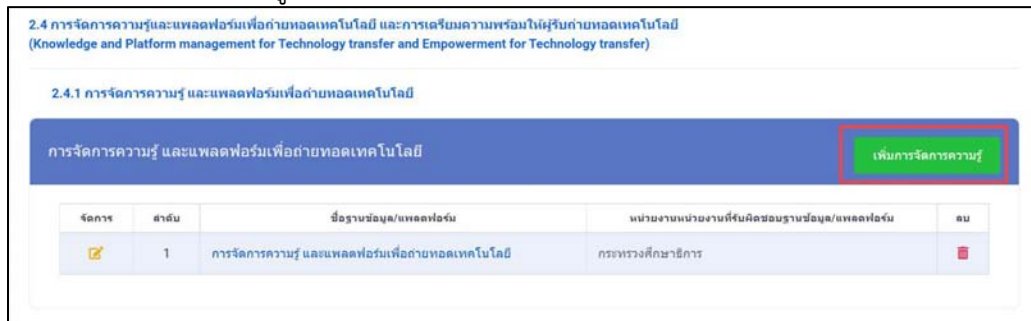 2.4 การจัดการความรู้และแพลตฟอร์มเพื่อถ่ายทอดเทคโนโลยี และการเตรียมความพร้อมให้ผู้รับถ่ายทอดเทคโนโลยี
(Knowledge and Platform management for Technology transfer and Empowerment for Technology transfer)
2.4.1 การจัดการความรู้ และแพลตฟอร์มเพื่อถ่ายทอดเทคโนโลยี
การจัดการความรู้ และแพลตฟอร์มเพื่อถ่ายทอดเทคโนโลยี เพิ่มการจัดการความรู้
จัดการ ลำดับ ชื่อฐานข้อมูล/แพลตฟอร์ม หน่วยงานหน่วยงานที่รับผิดชอบฐานข้อมูล/แพลตฟอร์ม ลบ
1 การจัดการความรู้ และแพลตฟอร์มเพื่อถ่ายทอดเทคโนโลยี กระทรวงศึกษาธิการ